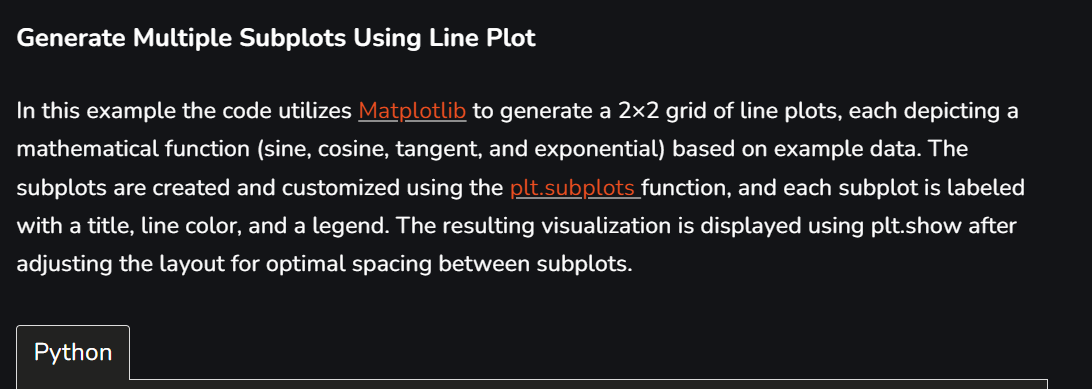 Generate Multiple Subplots Using Line Plot
In this example the code utilizes Matplotlib to generate a 2×2 grid of line plots, each depicting a
mathematical function (sine, cosine, tangent, and exponential) based on example data. The
subplots are created and customized using the plt.subplots function, and each subplot is labeled
with a title, line color, and a legend. The resulting visualization is displayed using plt.show after
adjusting the layout for optimal spacing between subplots.
Python